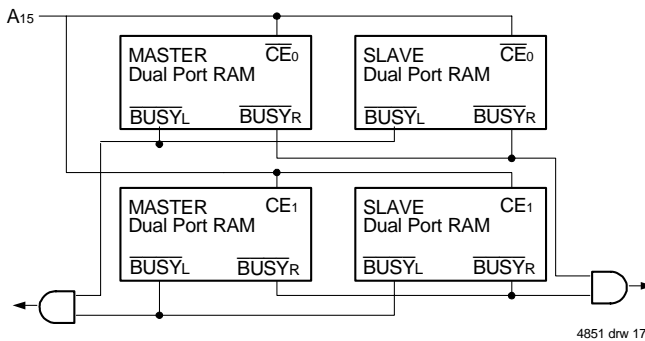 A15
MASTER
Dual Port RAM
CE0
BUSYL
BUSYR
SLAVE
Dual Port RAM
CE0
BUSYL
BUSYR
MASTER
Dual Port RAM
CE1
BUSYL
BUSYR
SLAVE
Dual Port RAM
CE1
BUSYL
BUSYR
4851 drw 17